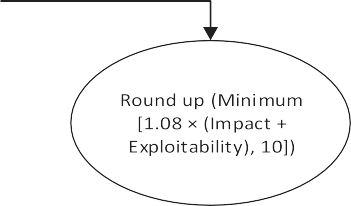 Round up (Minimum
[1.08 × (Impact +
Exploitability), 10])